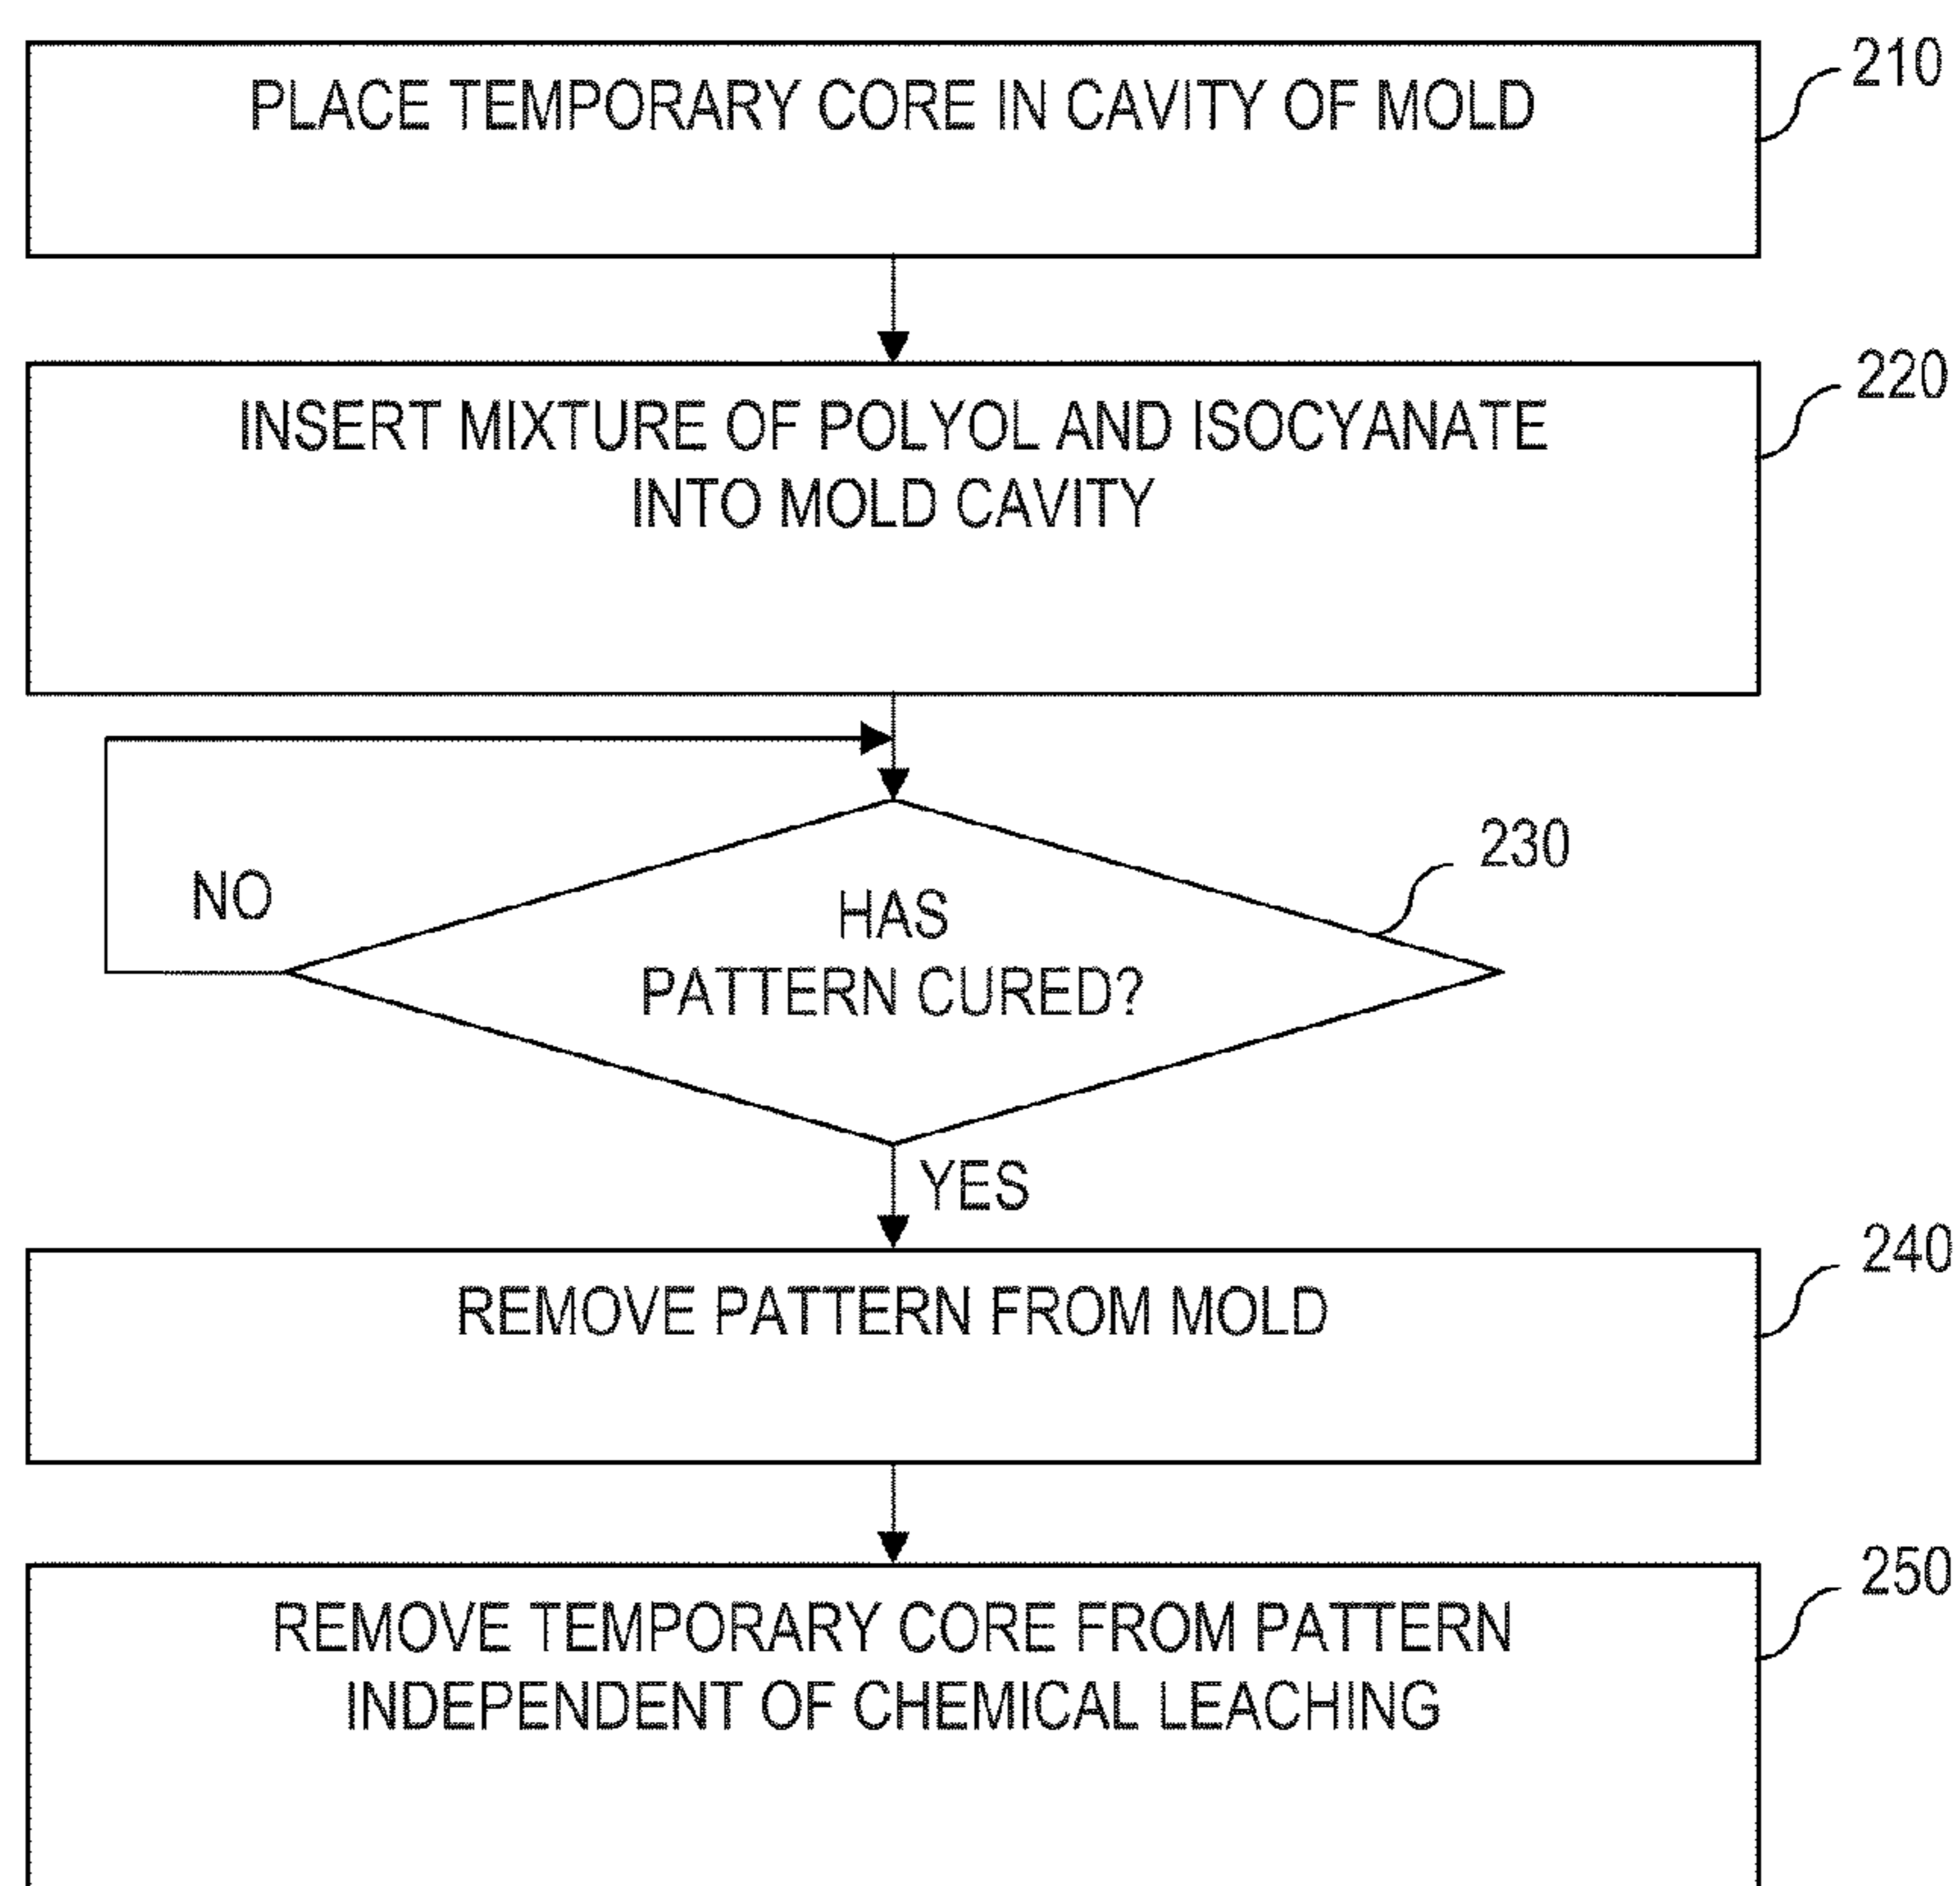 PLACE TEMPORARY CORE IN CAVITY OF MOLD
210
INSERT MIXTURE OF POLYOL AND ISOCYANATE
INTO MOLD CAVITY
220
NO
HAS
PATTERN CURED?
230
YES
REMOVE PATTERN FROM MOLD
240
REMOVE TEMPORARY CORE FROM PATTERN
INDEPENDENT OF CHEMICAL LEACHING
250